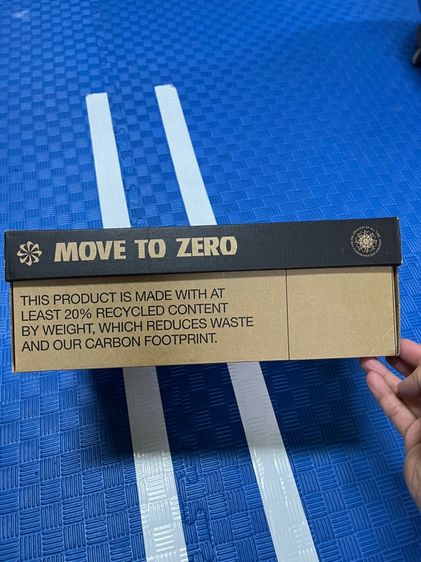 MOVE TO ZERO
THIS PRODUCT IS MADE WITH AT
LEAST 20% RECYCLED CONTENT
BY WEIGHT, WHICH REDUCES WASTE
AND OUR CARBON FOOTPRINT.